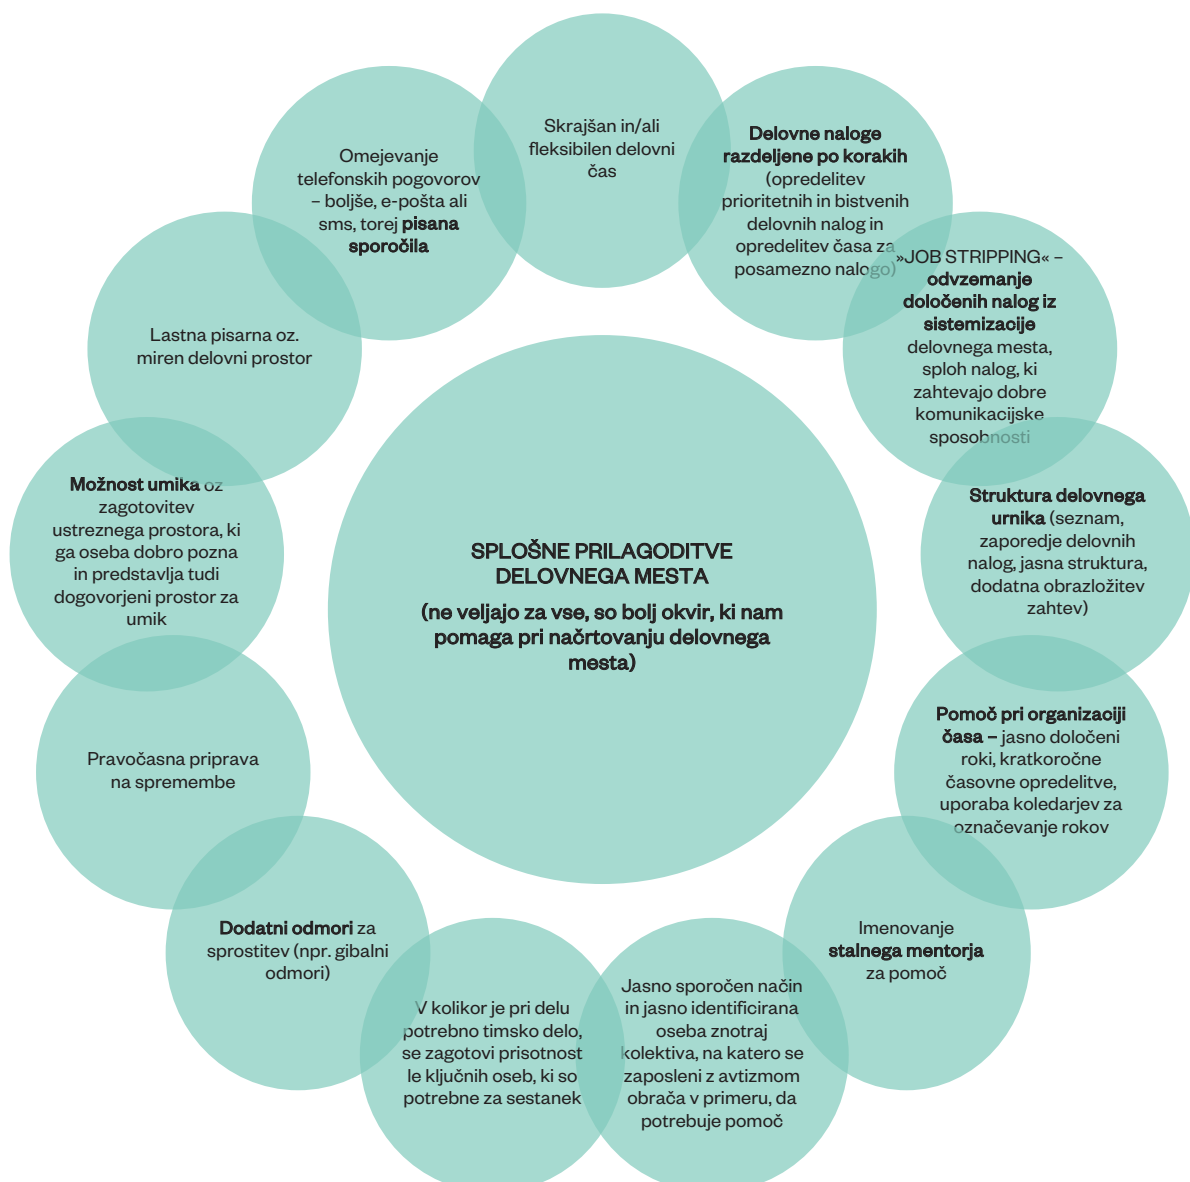 Skrajšan in/ali
fleksibilen delovni
čas
Delovne naloge
razdeljene po korakih
(opredelitev
prioritetnih in bistvenih
delovnih nalog in
opredelitev časa za
posamezno nalogo)
»JOB STRIPPING« –
odvzemanje
določenih nalog iz
sistemizacije
delovnega mesta,
sploh nalog, ki
zahtevajo dobre
komunikacijske
sposobnosti
Struktura delovnega
urnika (seznam,
zaporedje delovnih
nalog, jasna struktura,
dodatna obrazložitev
zahtev)
Pomoč pri organizaciji
časa – jasno določeni
roki, kratkoročne
časovne opredelitve,
uporaba koledarjev za
označevanje rokov
Imenovanje
stalnega mentorja
za pomoč
Jasno sporočen način
in jasno identificirana
oseba znotraj
kolektiva, na katero se
zaposleni z avtizmom
obrača v primeru, da
potrebuje pomoč
V kolikor je pri delu
potrebno timsko delo,
se zagotovi prisotnost
le ključnih oseb, ki so
potrebne za sestanek
Dodatni odmori za
sprostitev (npr. gibalni
odmori)
Pravočasna priprava
na spremembe
Možnost umika oz
zagotovitev
ustreznega prostora, ki
ga oseba dobro pozna
in predstavlja tudi
dogovorjeni prostor za
umik
Lastna pisarna oz.
miren delovni prostor
Omejevanje
telefonskih pogovorov
– boljše, e-pošta ali
sms, torej pisana
sporočila
SPLOŠNE PRILAGODITVE
DELOVNEGA MESTA
(ne veljajo za vse, so bolj okvir, ki nam
pomaga pri načrtovanju delovnega
mesta)